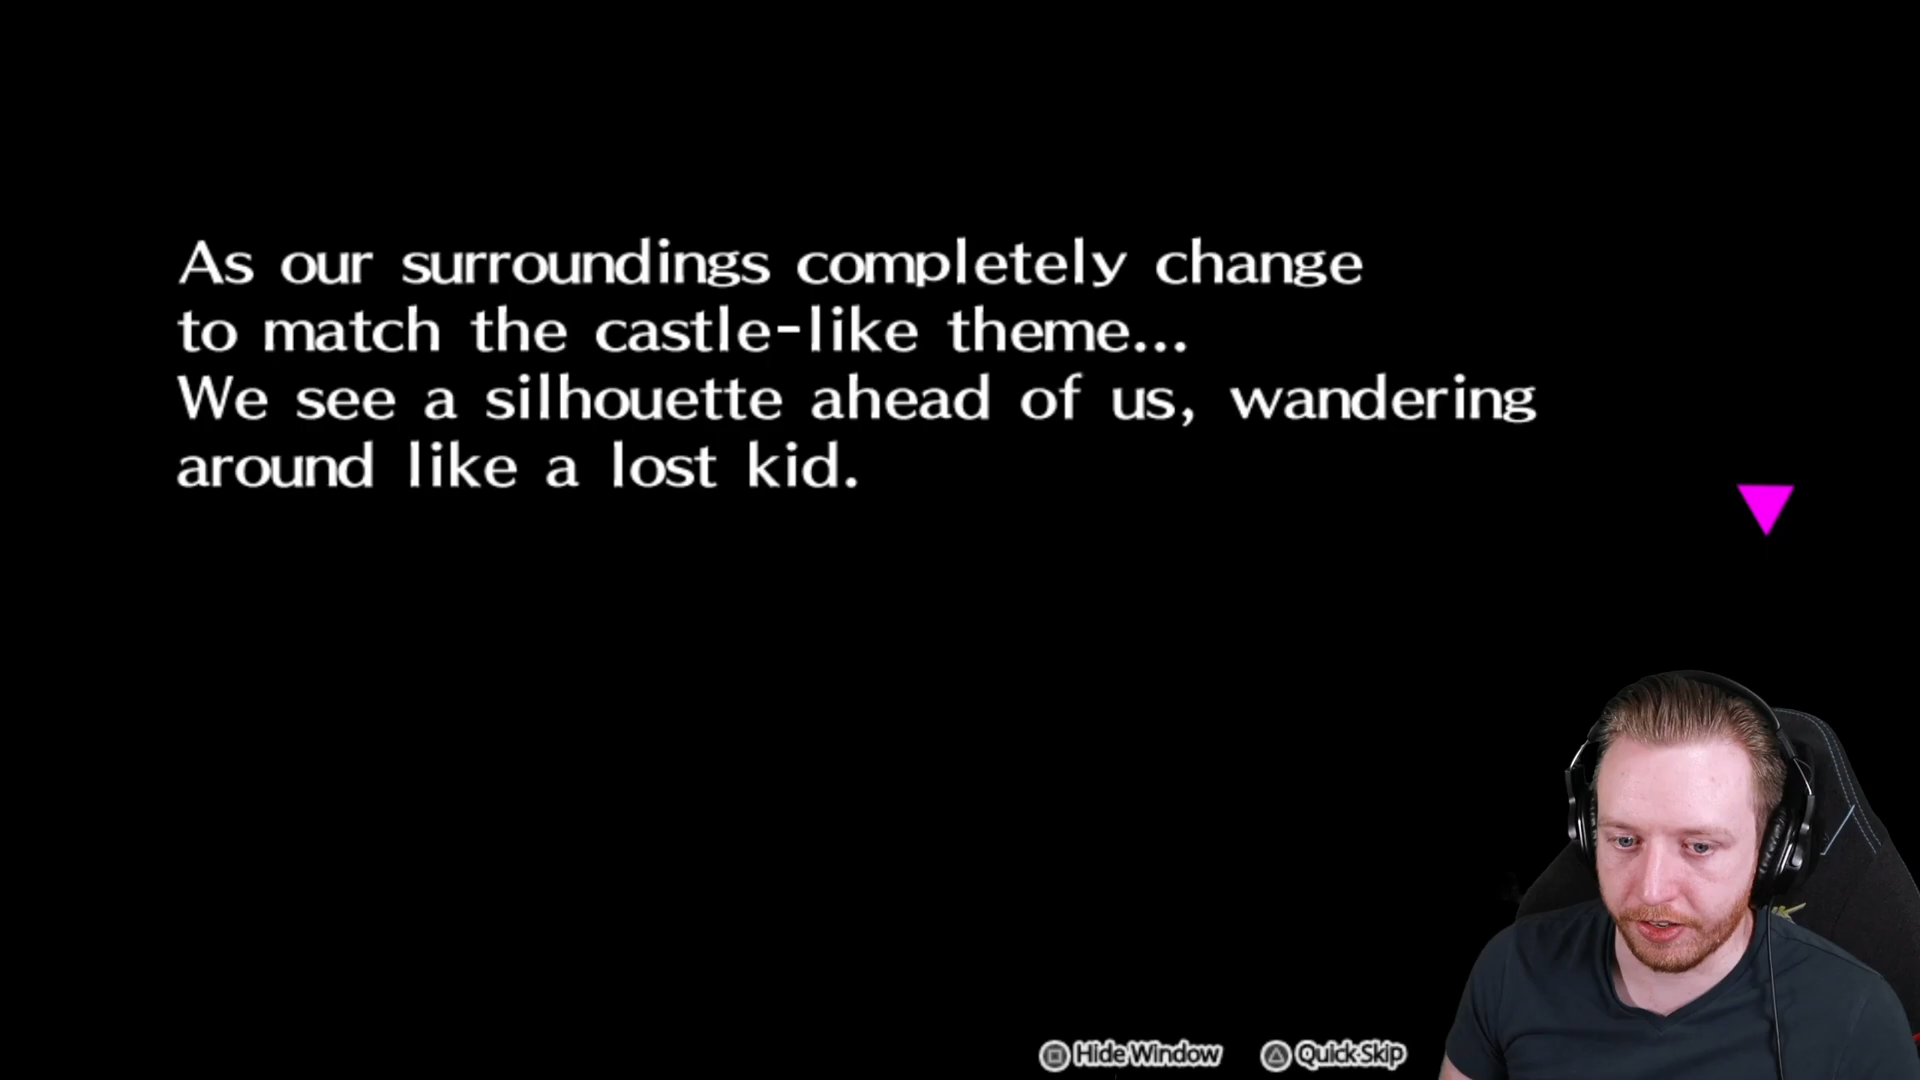 As our surroundings completely change
to match the castle-like theme...
We see a silhouette ahead of us, wandering
around like a lost kid.
Hide Window
Quick Skip